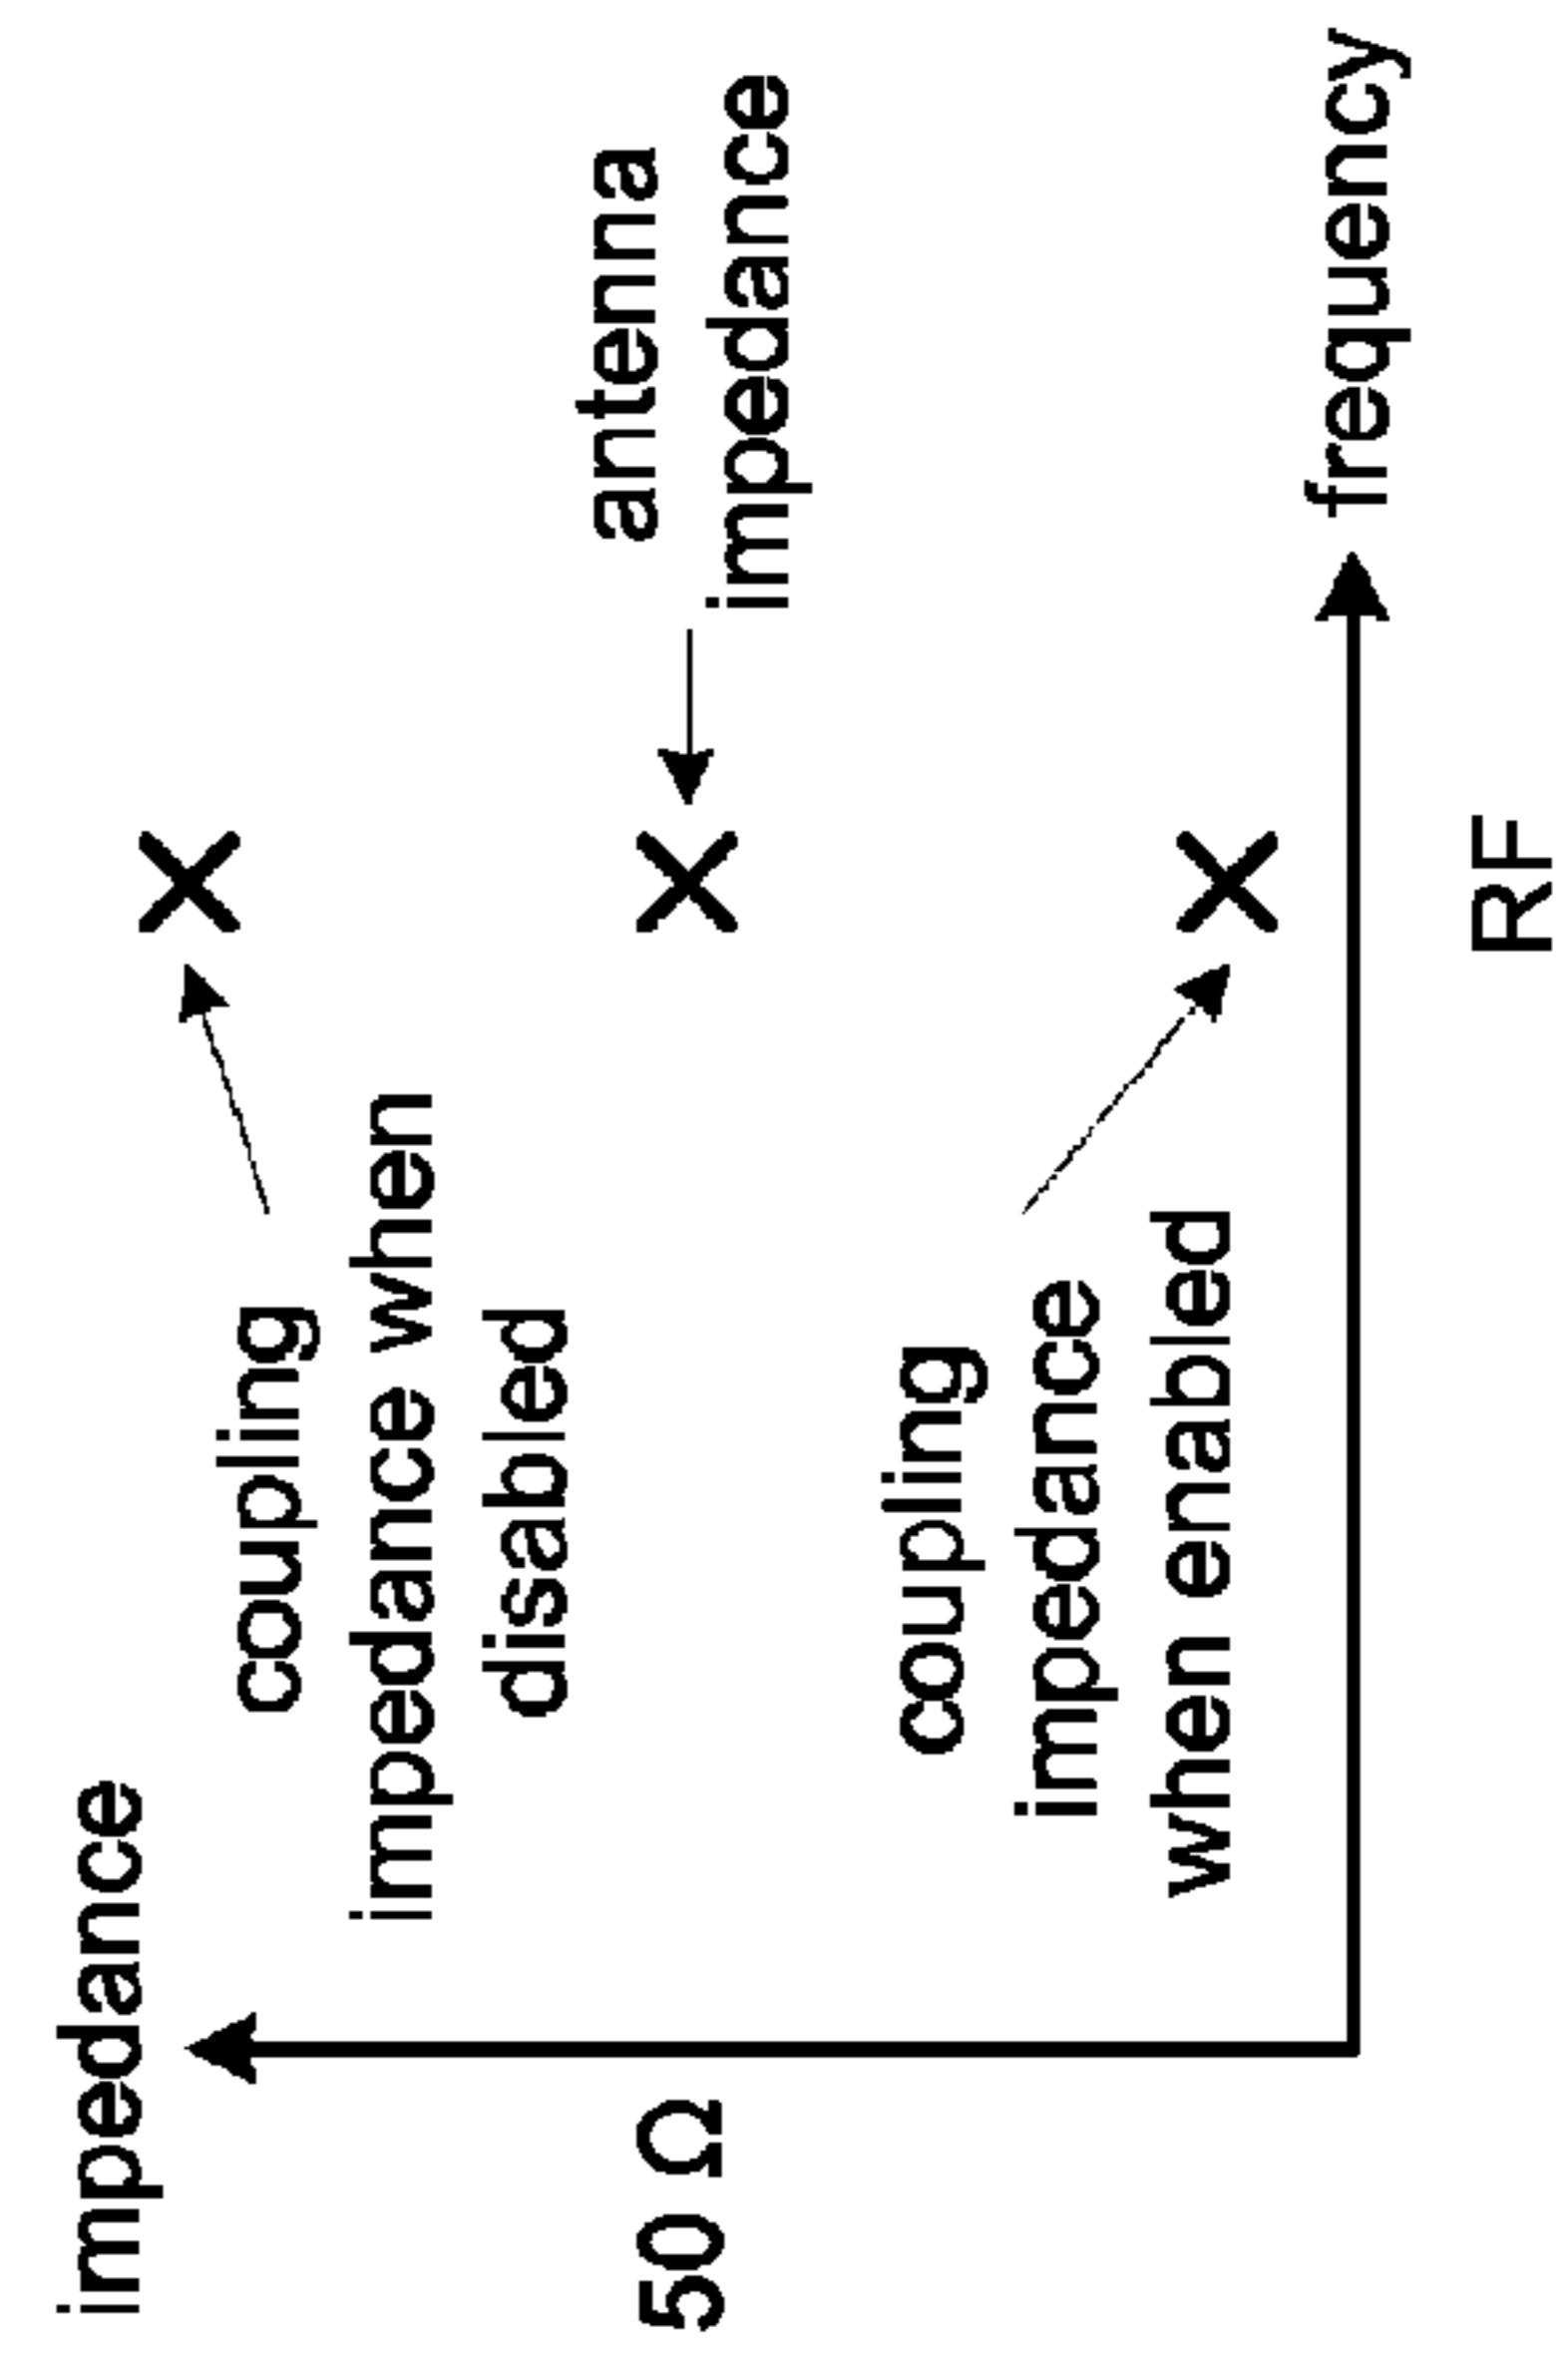 impedance
coupling
impedance when
disabled
50 Ω
antenna
impedance
coupling
impedance
when enabled
frequency
RF